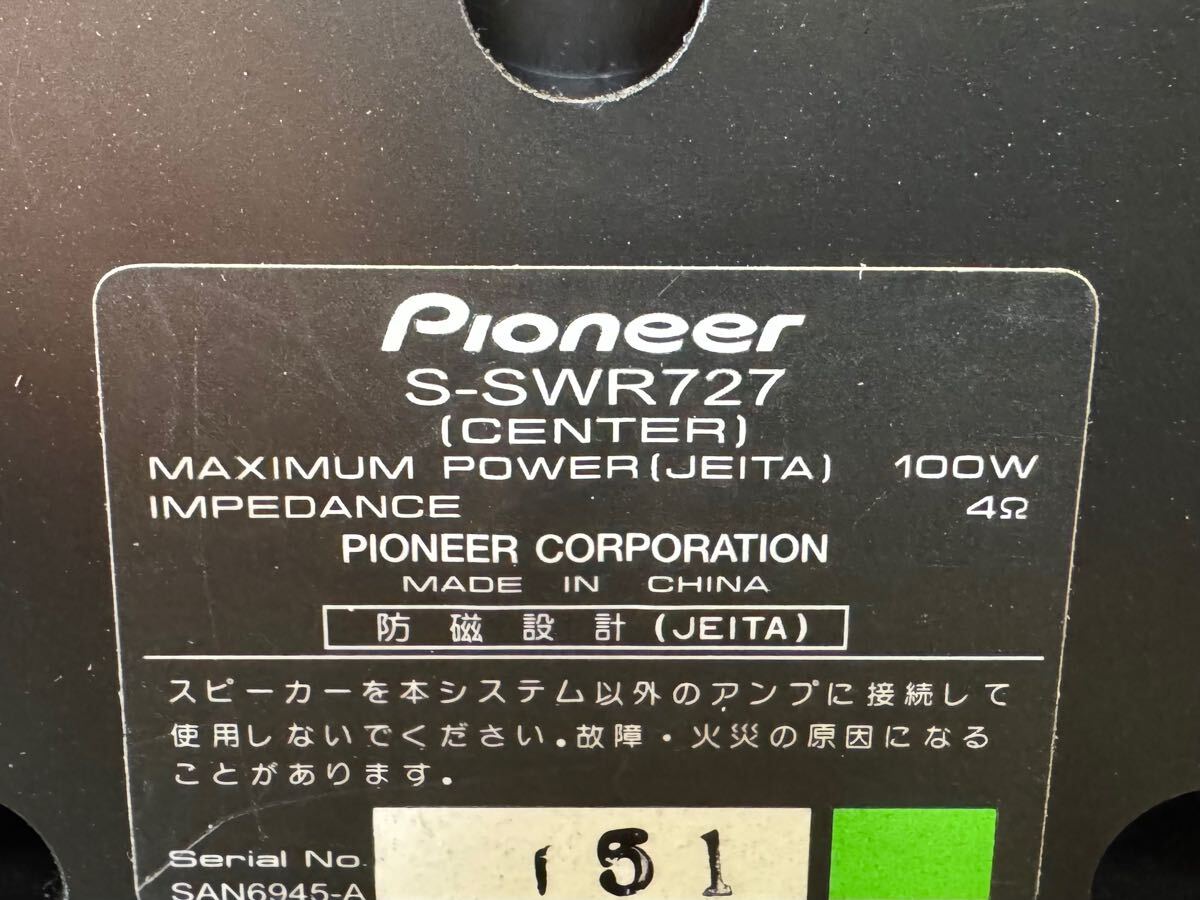 Pioneer
S-SWR727
(CENTER)
MAXIMUM POWER(JEITA) 100W
IMPEDANCE 4Ω
PIONEER CORPORATION
MADE IN CHINA
防磁設計(JEITA)
スピーカーを本システム以外のアンプに接続して
使用しないでください.故障・火災の原因になる
ことがあります.
Serial No.
151
SAN6945-A